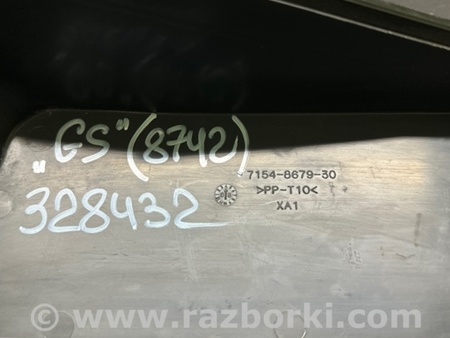 „GS" (8742)
328432
7154-8679-30
>PP-T10<
XA1
www.razborki.com